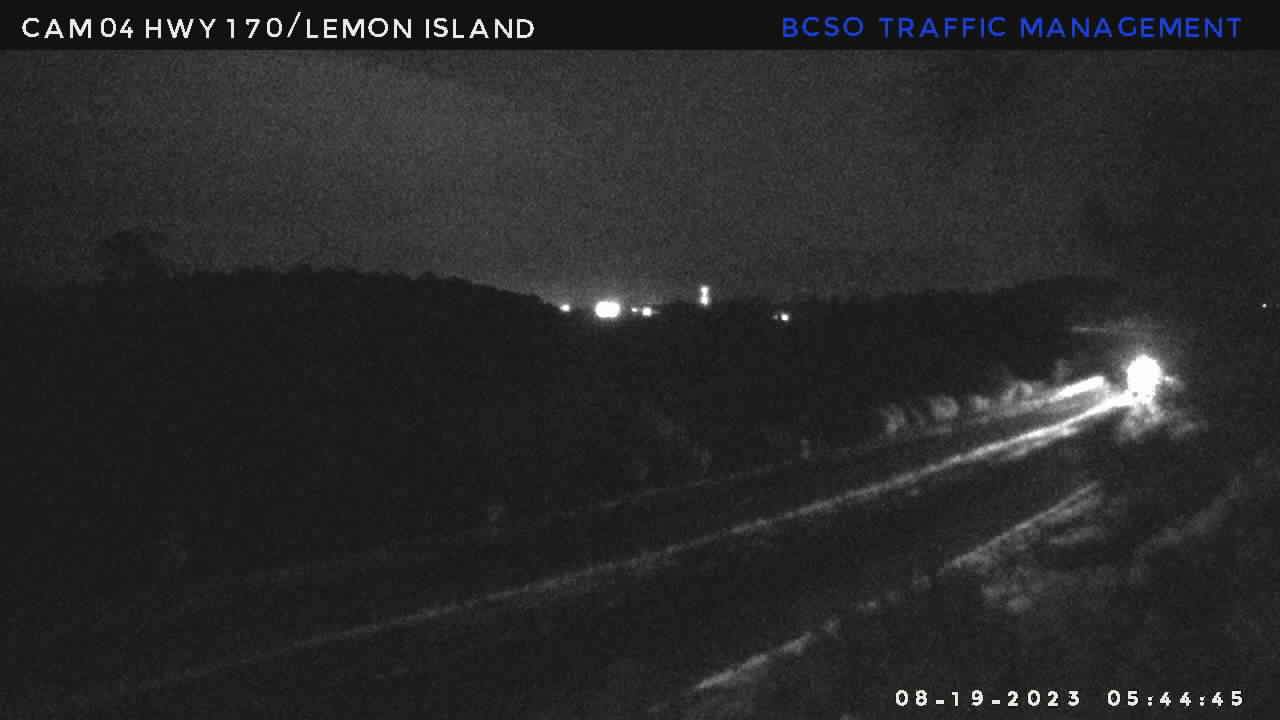 CAM04 HWY 170/LEMON ISLAND
BCSO TRAFFIC MANAGEMENT
08-19-2023 05:44:45